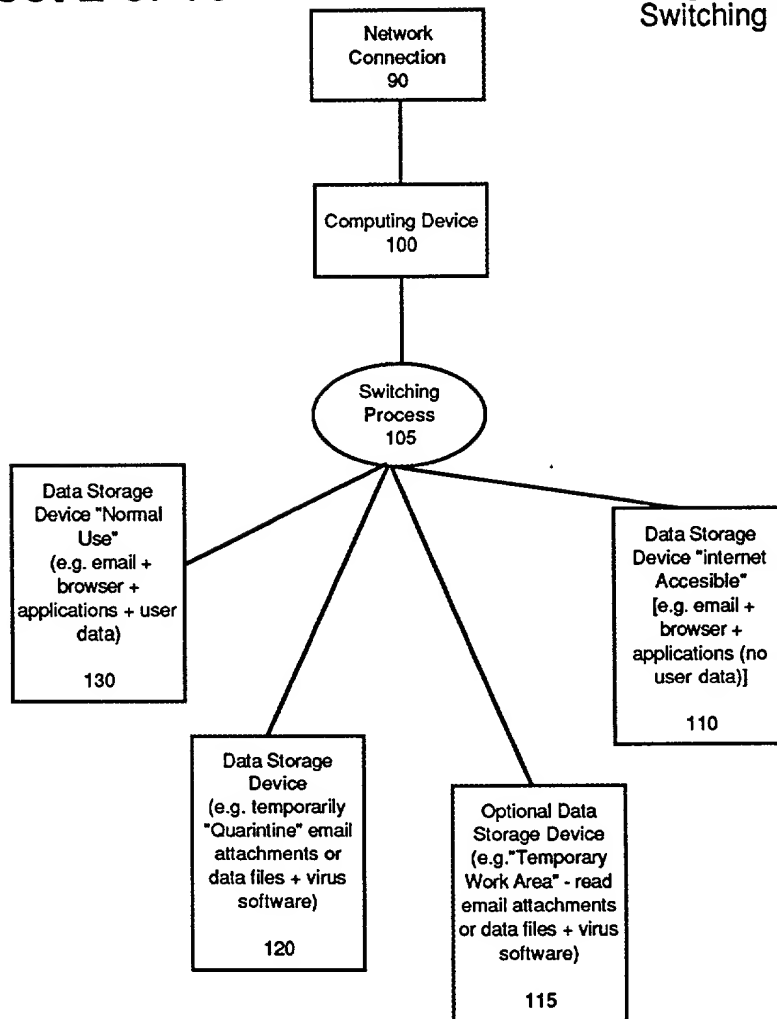 Switching
Network
Connection
90
Computing Device
100
Switching
Process
105
Data Storage
Device "Normal
Use"
(e.g. email +
browser +
applications + user
data)
130
Data Storage
Device "internet
Accesible"
[e.g. email +
browser +
applications (no
user data)]
110
Data Storage
Device
(e.g. temporarily
"Quarintine" email
attachments or
data files + virus
software)
120
Optional Data
Storage Device
(e.g."Temporary
Work Area" - read
email attachments
or data files + virus
software)
115